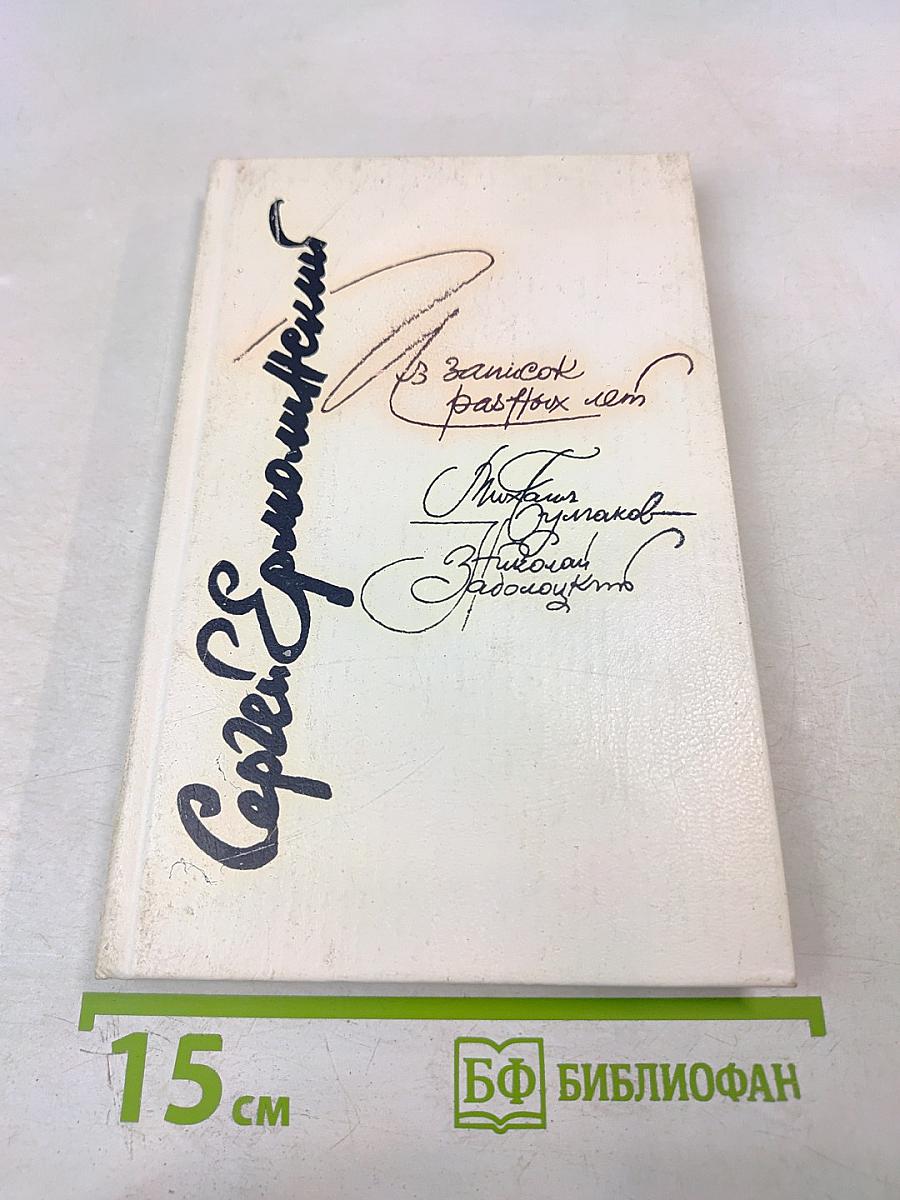 Сергей Ермолинский
Из записок
разных лет
Михаил
Булгаков
Николай
Заболоцкий
15 см
БФ БИБЛИОФАН